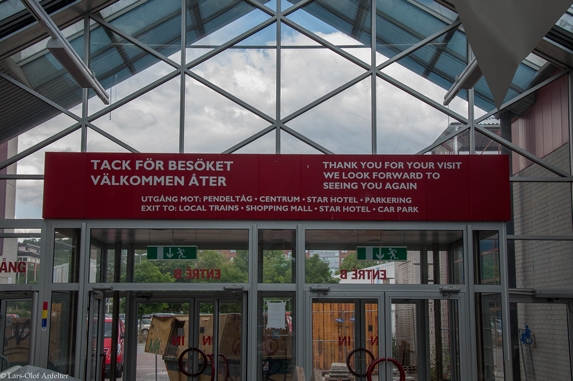 TACK FÖR BESÖKET
VÄLKOMMEN ÅTER
THANK YOU FOR YOUR VISIT
WE LOOK FORWARD TO
SEEING YOU AGAIN
UTGÅNG MOT: PENDELTÅG • CENTRUM • STAR HOTEL • PARKERING
EXIT TO: LOCAL TRAINS • SHOPPING MALL • STAR HOTEL • CAR PARK
ENTRE B
ENTRE B
IN
IN
© Lars-Olof Anfelter